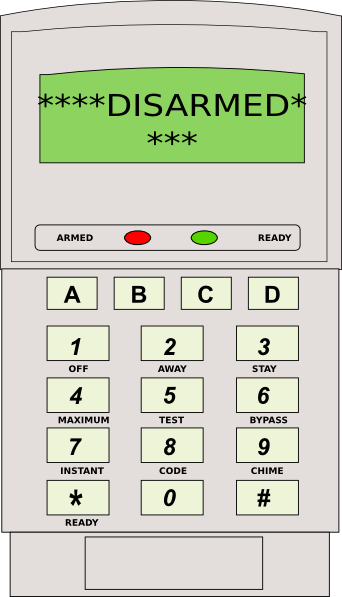 ****DISARMED*
***
ARMED READY
A B C D
1 2 3
OFF AWAY STAY
4 5 6
MAXIMUM TEST BYPASS
7 8 9
INSTANT CODE CHIME
* 0 #
READY